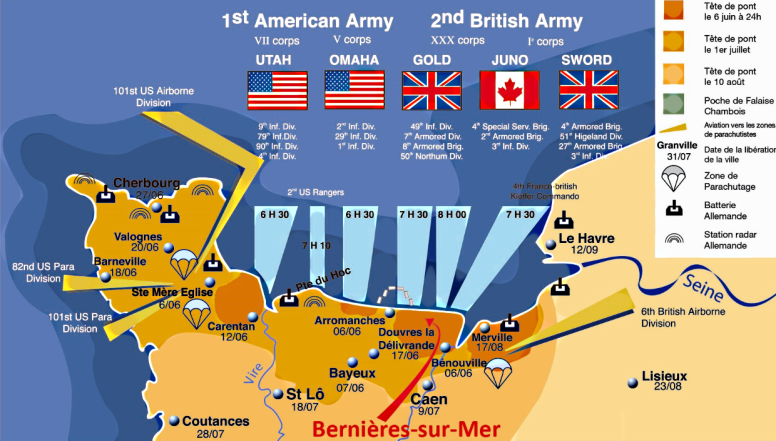 1st American Army
2nd British Army
VII corps
V corps
XXX corps
Ie corps
UTAH
OMAHA
GOLD
JUNO
SWORD
9th Inf. Div.
79th Inf. Div.
90th Inf. Div.
4th Inf. Div.
2nd Inf. Div.
29th Inf. Div.
1st Inf. Div.
49th Inf. Div.
7th Armored Div.
8th Armored Brig.
50th Northum Div.
4th Special Serv. Brig.
2nd Armored Brig.
3rd Inf. Div.
4th Armored Brig.
51st Higeland Div.
27th Armored Brig.
3rd Inf. Div.
Tête de pont
le 6 juin à 24h
Tête de pont
le 1er juillet
Tête de pont
le 10 août
Poche de Falaise
Chambois
Aviation vers les zones
de parachutistes
Granville
31/07
Date de la libération
de la ville
Zone de
Parachutage
Batterie
Allemande
Station radar
Allemande
101st US Airborne
Division
2nd US Rangers
4th Franco-british
Kieffer Commando
6 H 30
7 H 10
6 H 30
7 H 30
8 H 00
7 H 30
Cherbourg
27/06
Valognes
20/06
Barneville
18/06
82nd US Para
Division
Ste Mère Eglise
6/06
101st US Para
Division
Carentan
12/06
Pte du Hoc
Arromanches
06/06
Douvres la
Délivrande
17/06
Bayeux
07/06
Bénouville
06/06
Merville
17/08
Le Havre
12/09
Seine
6th British Airborne
Division
Lisieux
23/08
Vire
St Lô
18/07
Caen
9/07
Coutances
28/07
Bernières-sur-Mer